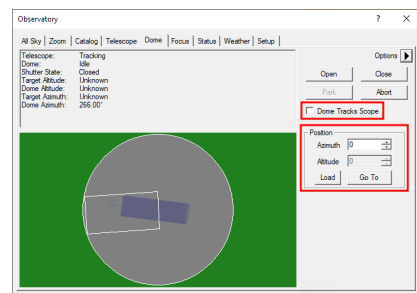 Observatory ? ×
All Sky Zoom Catalog Telescope Dome Focus Status Weather Setup
Telescope: Tracking
Dome: Idle
Shutter State: Closed
Target Altitude: Unknown
Dome Altitude: Unknown
Target Azimuth: Unknown
Dome Azimuth: 266.00°
Options
Open Close
Park Abort
Dome Tracks Scope
Position
Azimuth 0
Altitude 0
Load Go To